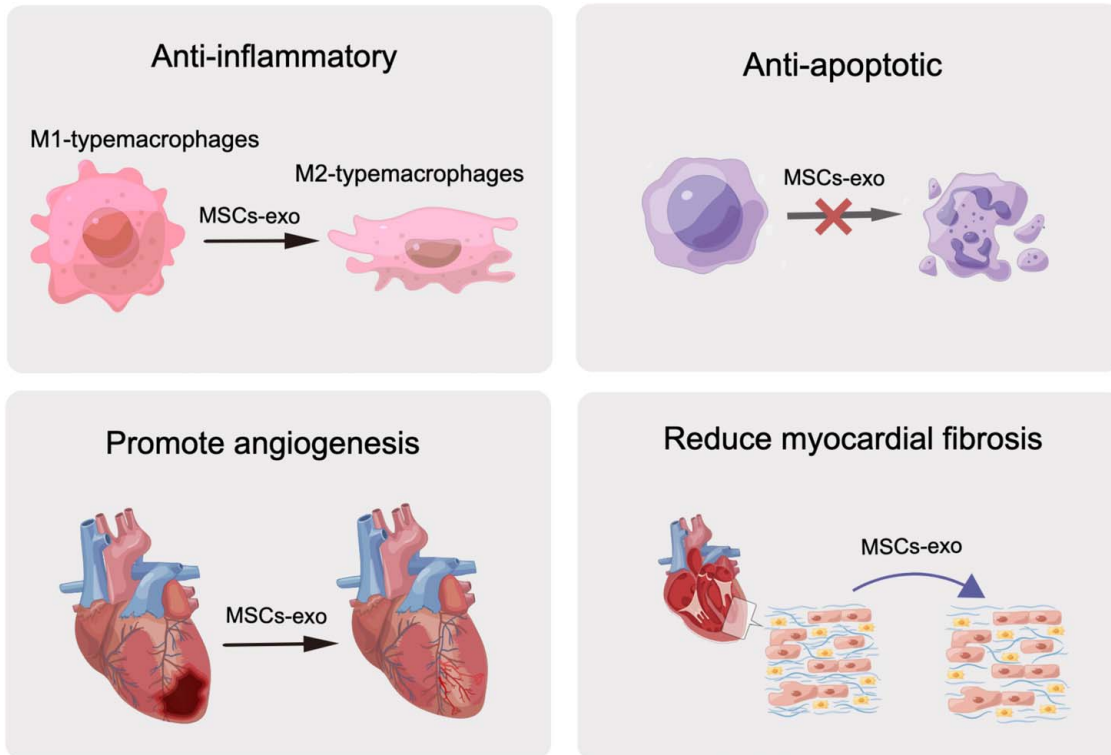 Anti-inflammatory
M1-typemacrophages
M2-typemacrophages
MSCs-exo
Anti-apoptotic
MSCs-exo
Promote angiogenesis
MSCs-exo
Reduce myocardial fibrosis
MSCs-exo